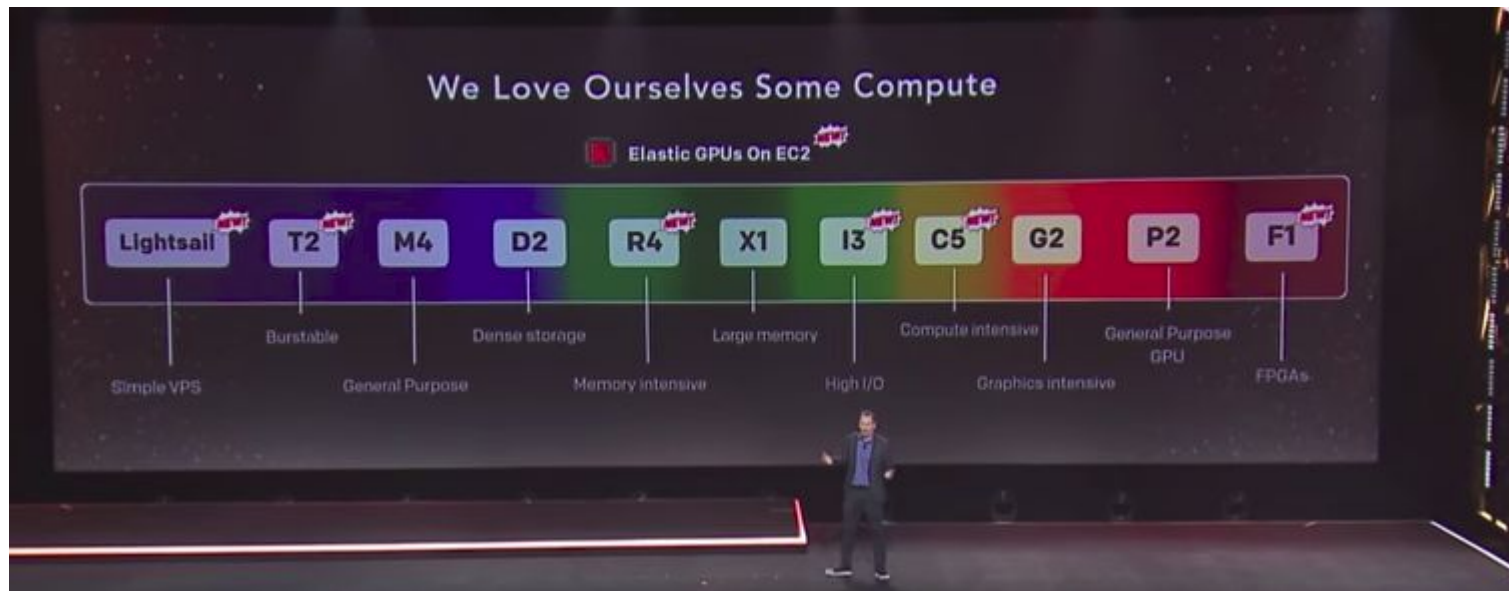 We Love Ourselves Some Compute
Elastic GPUs On EC2 NEW!
Lightsail NEW! T2 NEW! M4 D2 R4 NEW! X1 I3 NEW! C5 NEW! G2 P2 F1 NEW!
Burstable Dense storage Large memory Compute intensive General Purpose
GPU
Simple VPS General Purpose Memory intensive High I/O Graphics intensive FPGAs